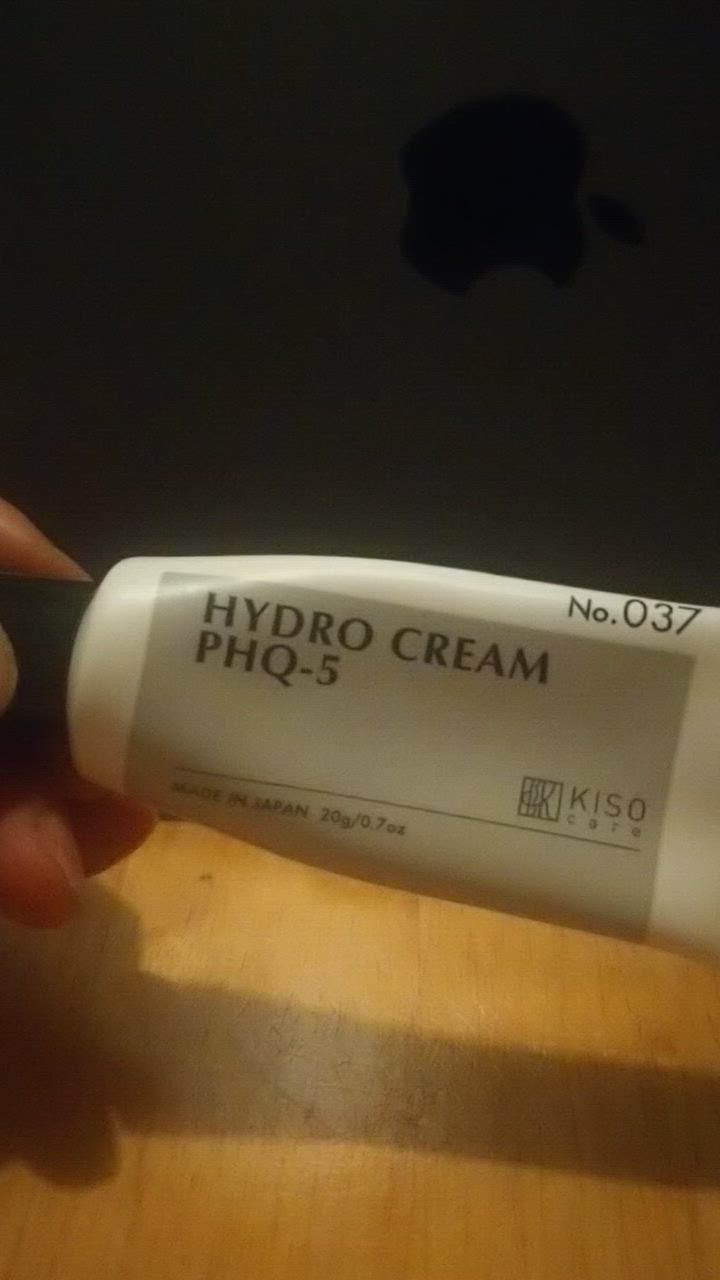 No.037
HYDRO CREAM
PHQ-5
KISO
care
MADE IN JAPAN 20g/0.7oz